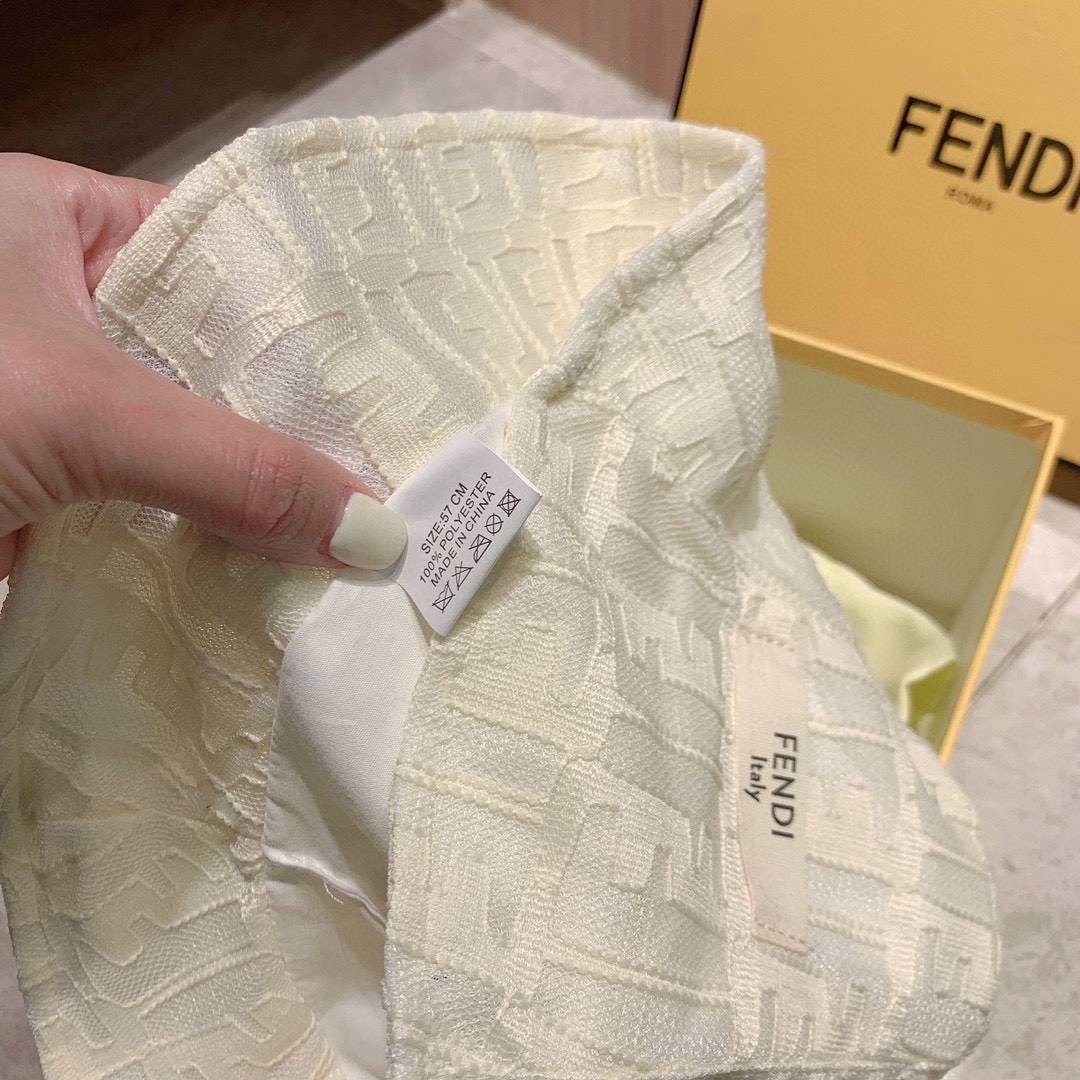 FENDI
ROMA
SIZE:57 CM
100% POLYESTER
MADE IN CHINA
FENDI
Italy